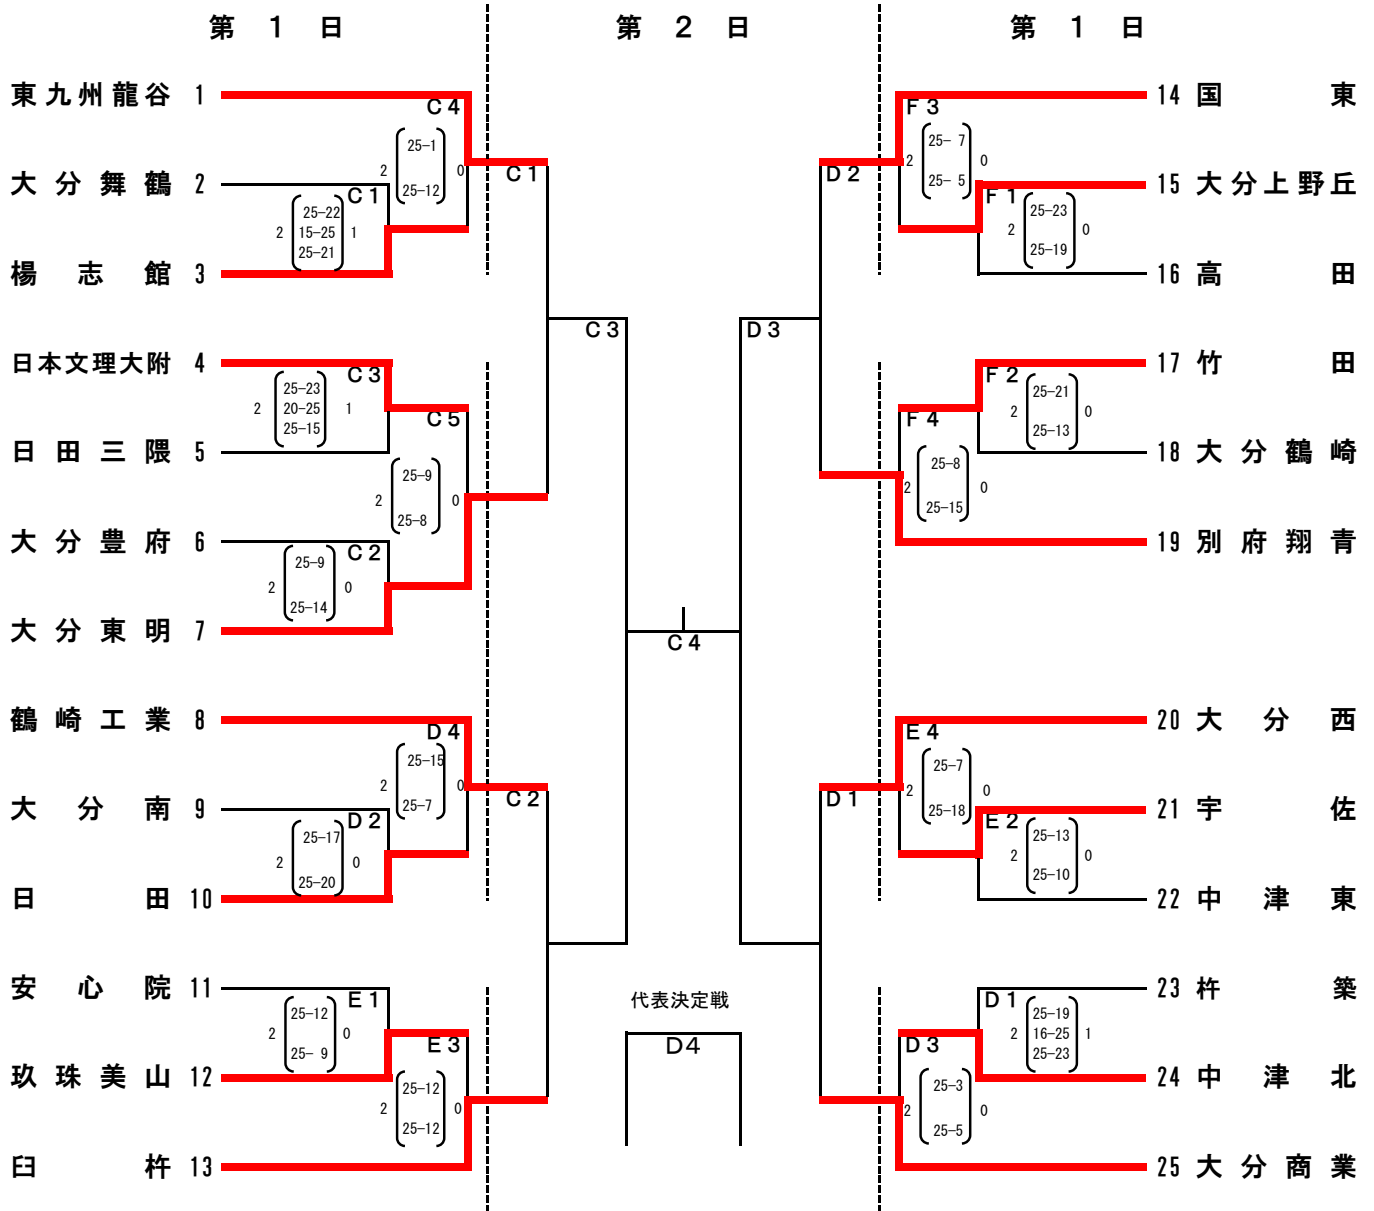 第 1 日 第 2 日 第 1 日
東九州龍谷 1 C4 F3 14 国東
25-1 25- 7
2 0 C1 D2 2 0
25-12 25- 5
大分舞鶴 2 C1 F1 15 大分上野丘
25-22 25-23
2 15-25 1 2 0
25-21 25-19
楊志館 3 16 高田
C3 D3
日本文理大附 4 C3 F2 17 竹田
25-23 25-21
2 20-25 1 2 0
25-15 25-13
C5 F4
日田三隈 5 18 大分鶴崎
25-9 25-8
2 0 2 0
25-8 25-15
大分豊府 6 C2 19 別府翔青
25-9
2 0
25-14
大分東明 7
C4
鶴崎工業 8 D4 E4 20 大分西
25-15 25-7
2 0 C2 D1 2 0
25-7 25-18
大分南 9 D2 E2 21 宇佐
25-17 25-13
2 0 2 0
25-20 25-10
日田 10 22 中津東
安心院 11 E1 代表決定戦 D1 23 杵築
25-12 25-19
2 0 2 16-25 1
25- 9 25-23
E3 D4 D3
玖珠美山 12 24 中津北
25-12 25-3
2 0 2 0
25-12 25-5
臼杵 13 25 大分商業